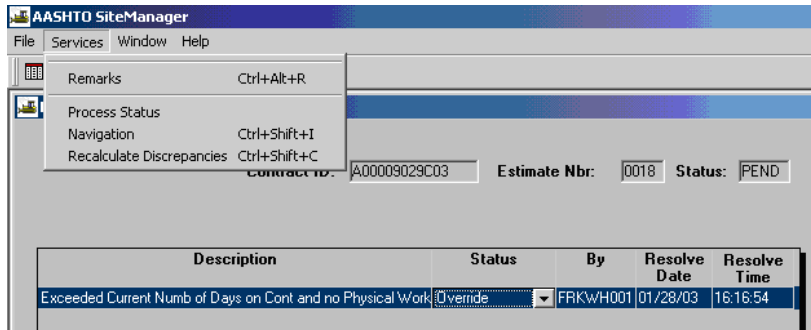 AASHTO SiteManager
File Services Window Help
Remarks Ctrl+Alt+R
Process Status
Navigation Ctrl+Shift+I
Recalculate Discrepancies Ctrl+Shift+C
Contract ID: A00009029C03 Estimate Nbr: 0018 Status: PEND
Description Status By Resolve Date Resolve Time
Exceeded Current Numb of Days on Cont and no Physical Work Override FRKWH001 01/28/03 16:16:54